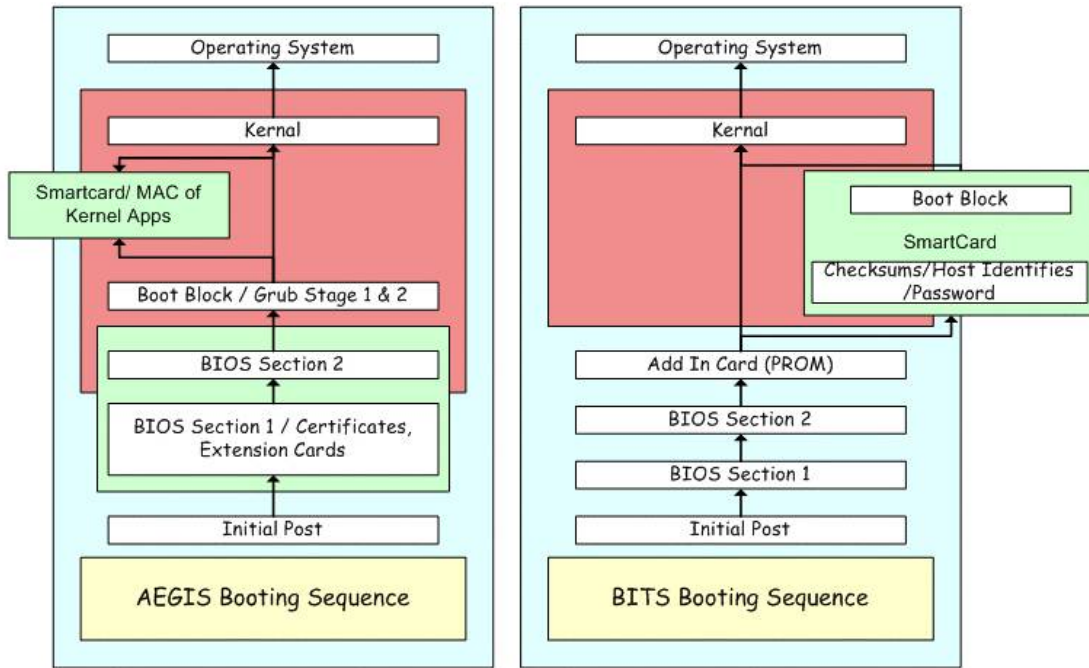 Operating System
Kernal
Smartcard/ MAC of
Kernel Apps
Boot Block / Grub Stage 1 & 2
BIOS Section 2
BIOS Section 1 / Certificates,
Extension Cards
Initial Post
AEGIS Booting Sequence
Operating System
Kernal
Boot Block
SmartCard
Checksums/Host Identifies
/Password
Add In Card (PROM)
BIOS Section 2
BIOS Section 1
Initial Post
BITS Booting Sequence